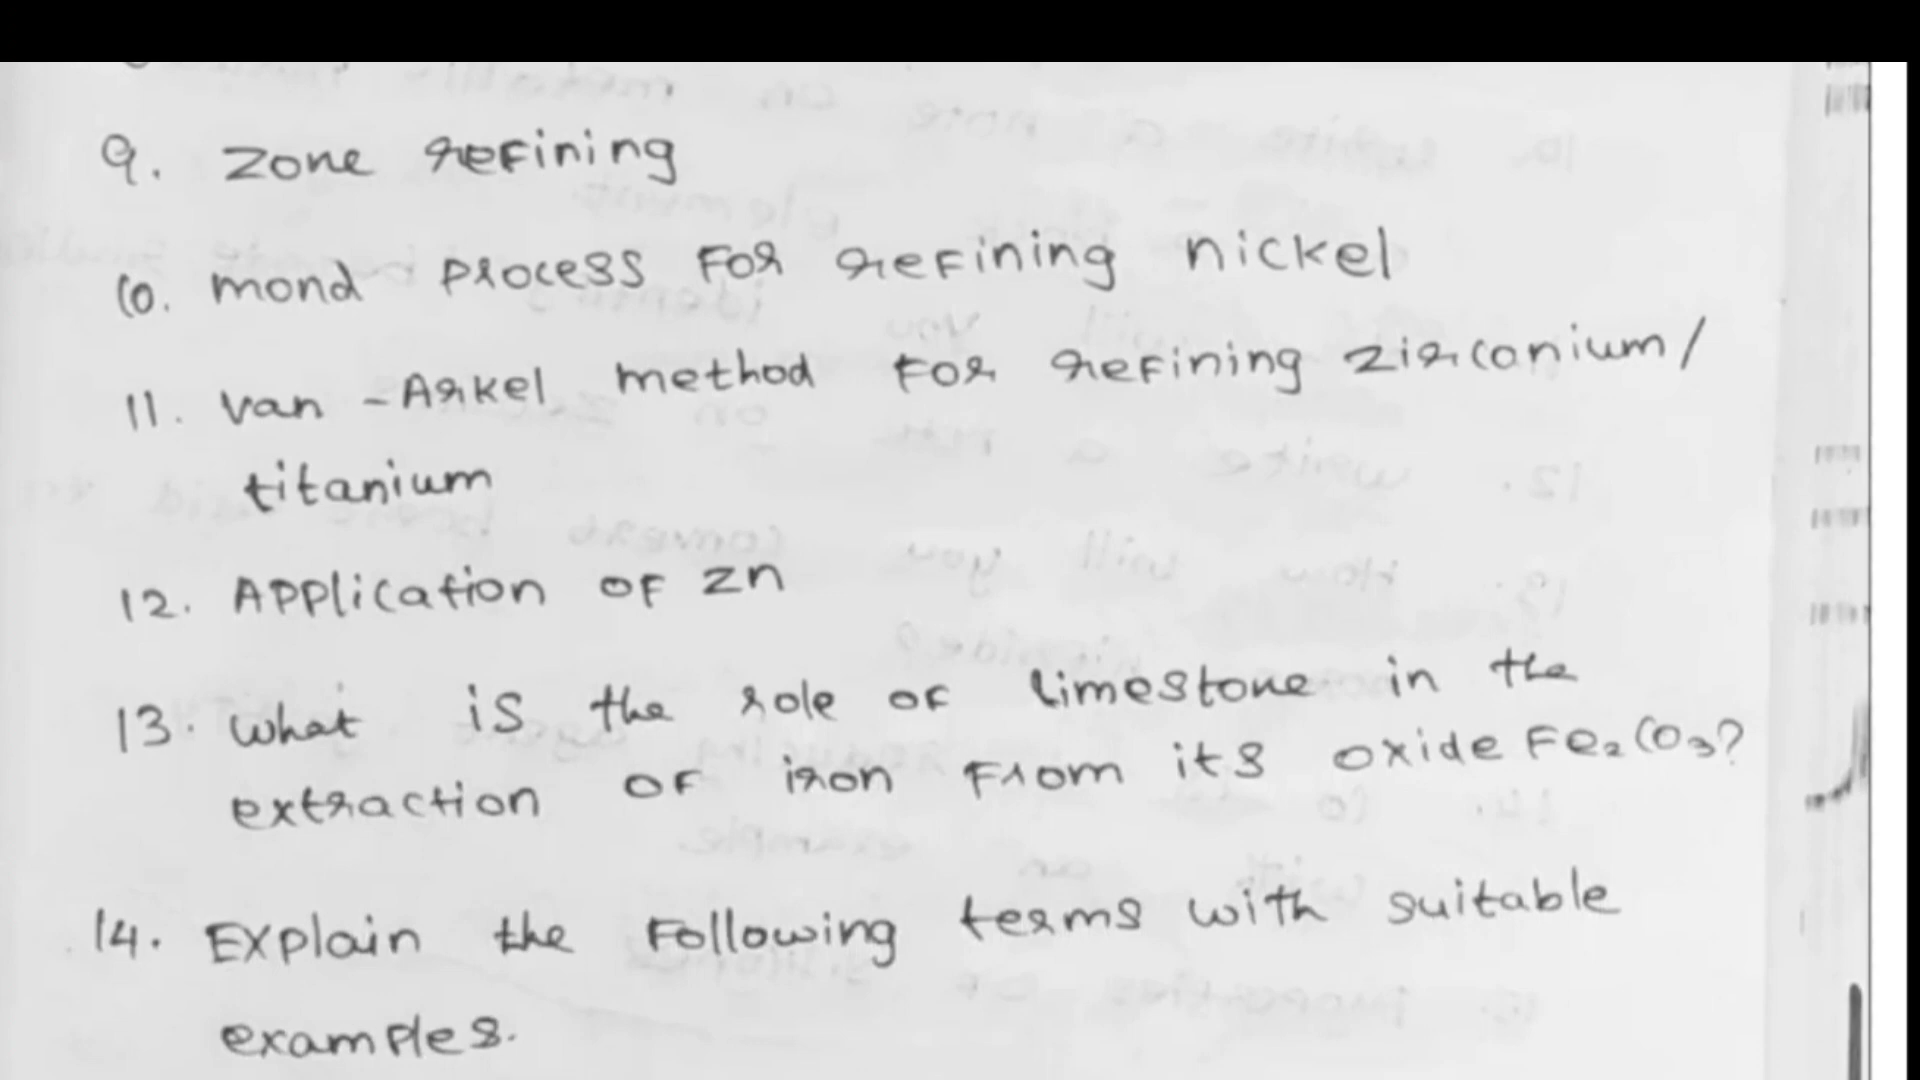 9. Zone refining
10. mond process for refining nickel
11. Van - Arkel method for refining zirconium/
titanium
12. Application of Zn
13. What is the role of limestone in the
extraction of iron from its oxide Fe₂CO₃?
14. Explain the following terms with suitable
examples.